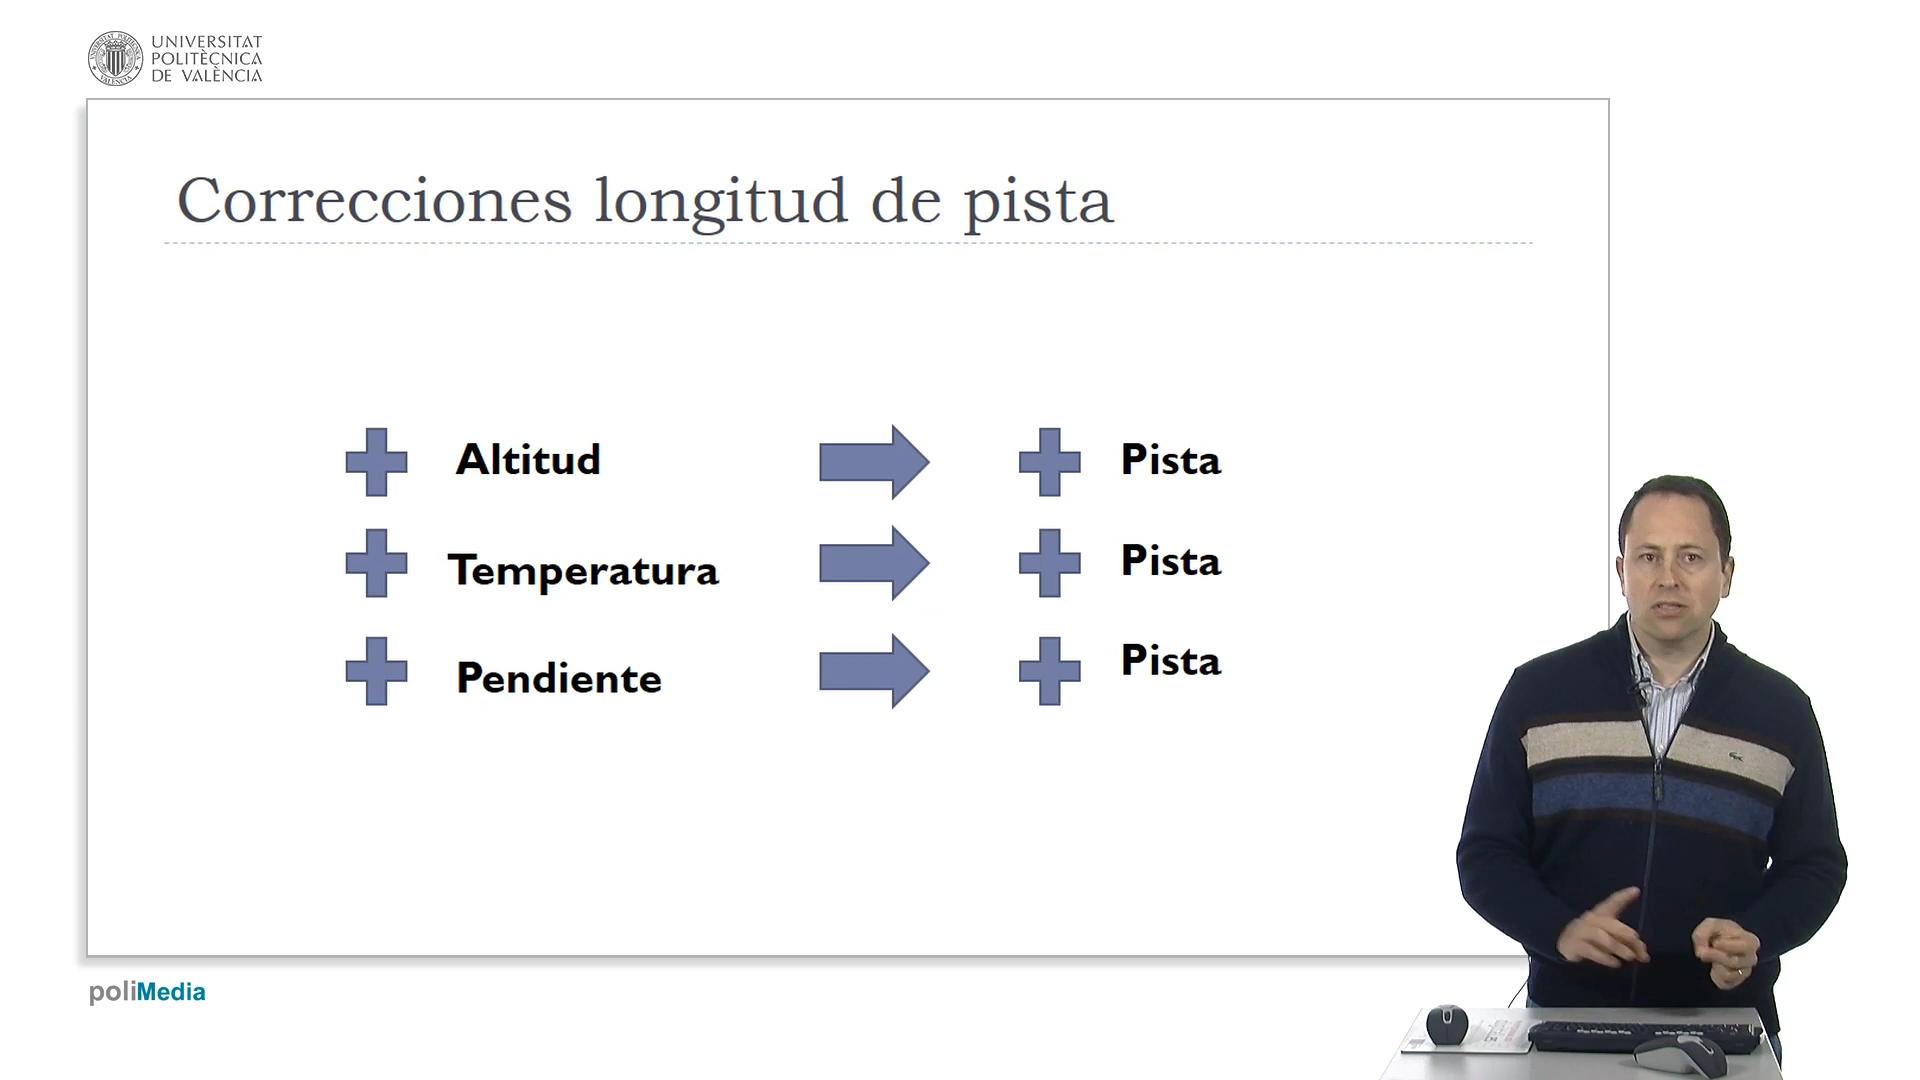 UNIVERSITAT
POLITÈCNICA
DE VALÈNCIA
Correcciones longitud de pista
Altitud
Pista
Temperatura
Pista
Pendiente
Pista
poliMedia